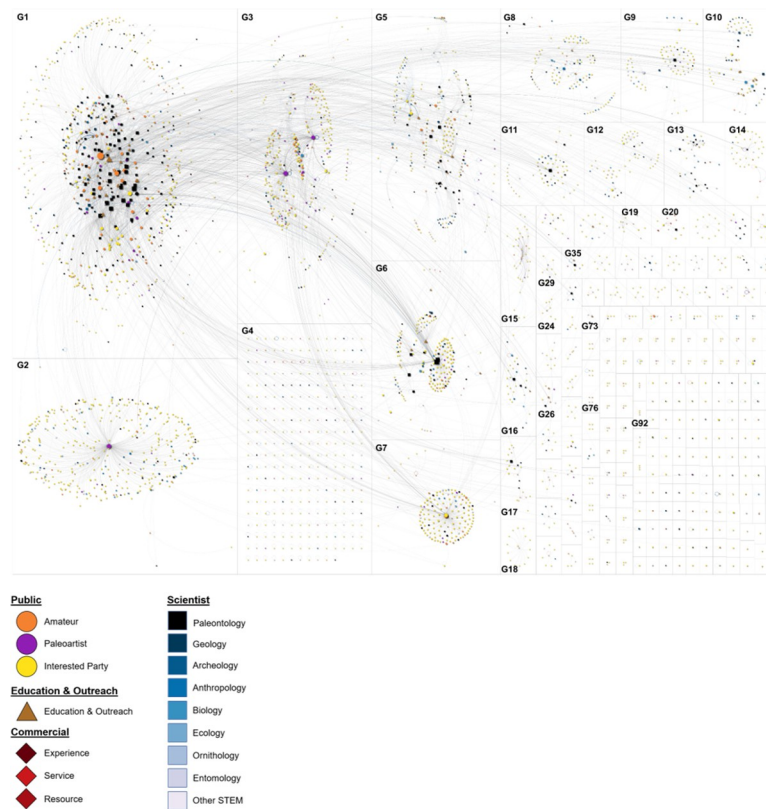 G1
G2
G3
G4
G5
G6
G7
G8
G9
G10
G11
G12
G13
G14
G15
G16
G17
G18
G19
G20
G29
G24
G26
G35
G73
G76
G92
Public
Amateur
Paleoartist
Interested Party
Education & Outreach
Education & Outreach
Commercial
Experience
Service
Resource
Scientist
Paleontology
Geology
Archeology
Anthropology
Biology
Ecology
Ornithology
Entomology
Other STEM